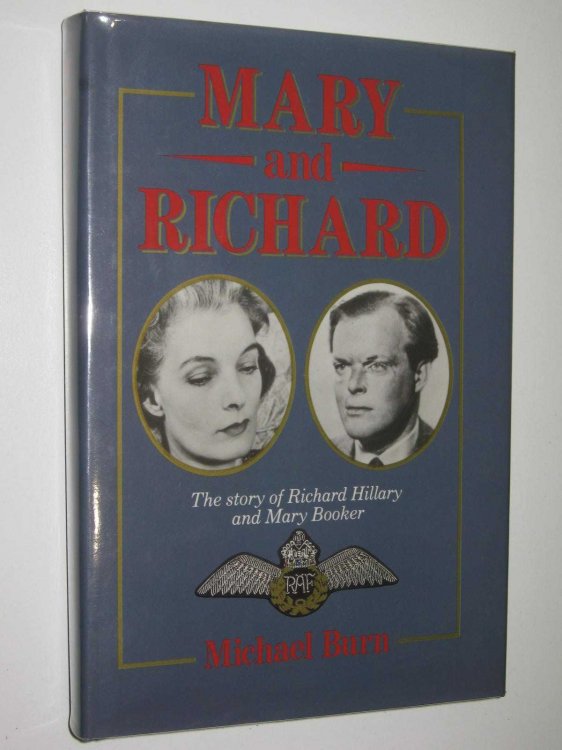 MARY
and
RICHARD
The story of Richard Hillary
and Mary Booker
RAF
Michael Burn